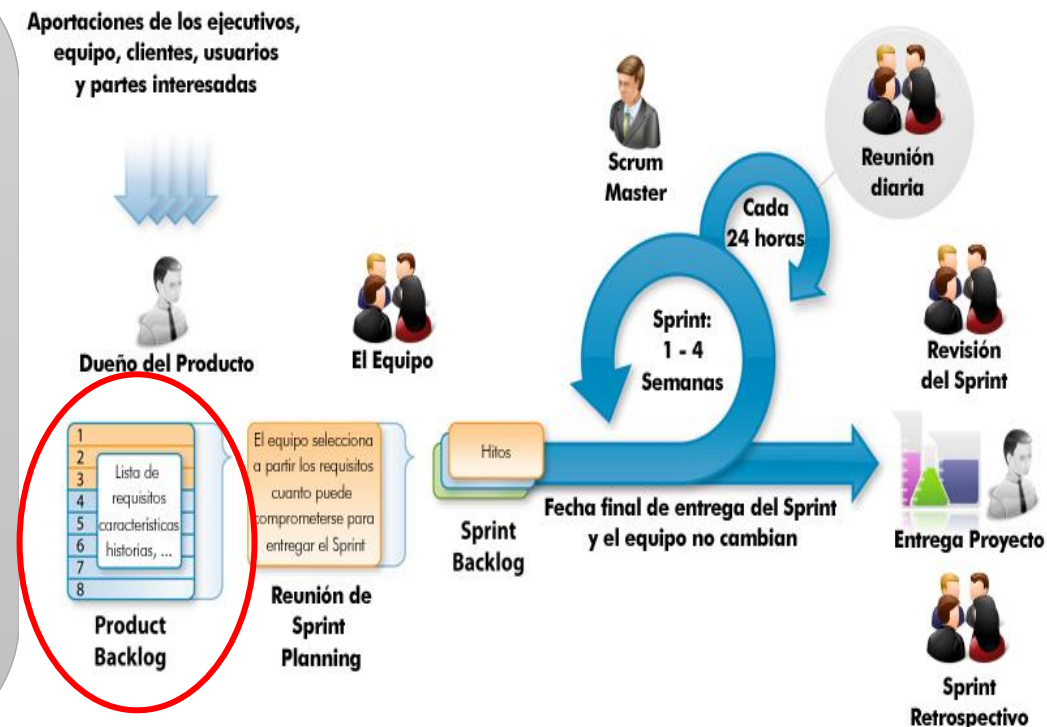 Aportaciones de los ejecutivos,
equipo, clientes, usuarios
y partes interesadas
Scrum
Master
Reunión
diaria
Cada
24 horas
Dueño del Producto
El Equipo
Sprint:
1 - 4
Semanas
Revisión
del Sprint
1
2
3
4
5
6
7
8
Lista de
requisitos
características
historias, ...
Product
Backlog
El equipo selecciona
a partir los requisitos
cuanto puede
comprometerse para
entregar el Sprint
Reunión de
Sprint
Planning
Hitos
Sprint
Backlog
Fecha final de entrega del Sprint
y el equipo no cambian
Entrega Proyecto
Sprint
Retrospectivo